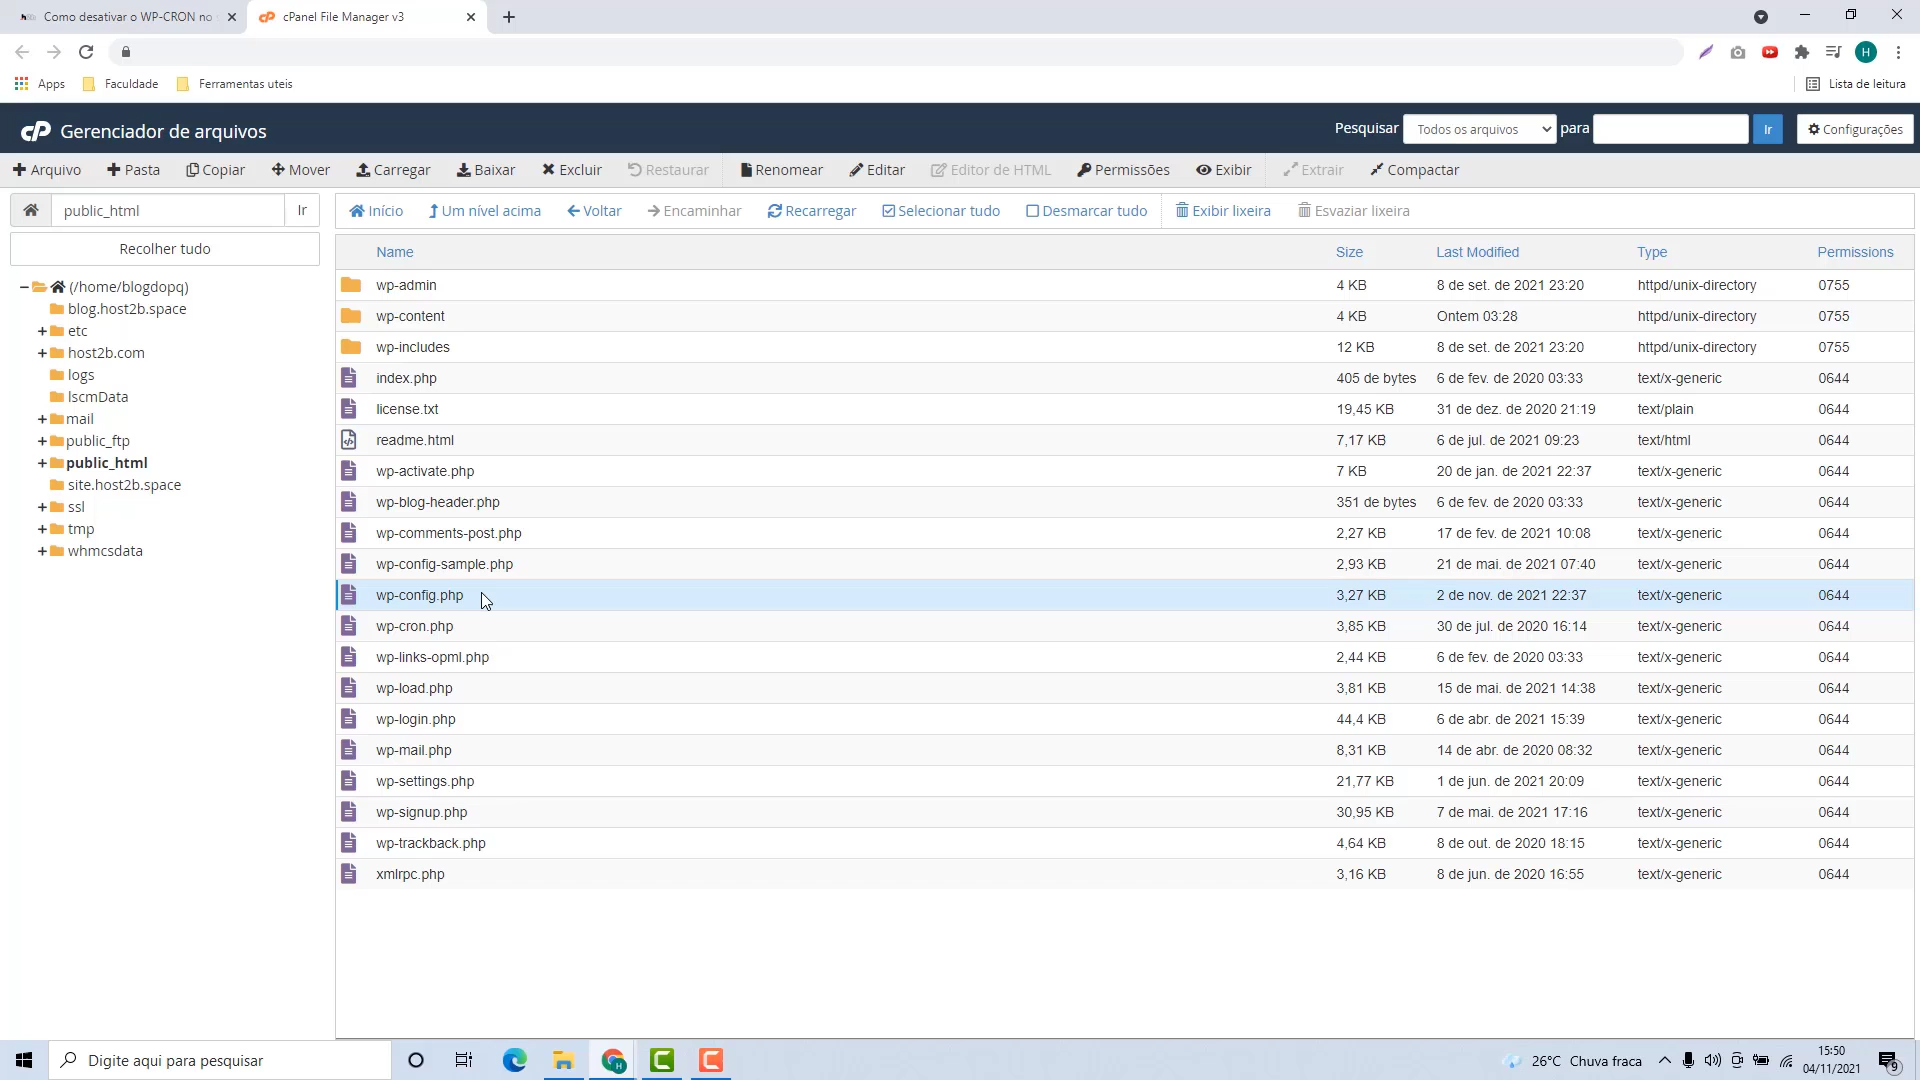 Como desativar o WP-CRON no
cPanel File Manager v3
H
Apps
Faculdade
Ferramentas uteis
Lista de leitura
cP Gerenciador de arquivos
Pesquisar
Todos os arquivos
para
Ir
Configurações
Arquivo
Pasta
Copiar
Mover
Carregar
Baixar
Excluir
Restaurar
Renomear
Editar
Editor de HTML
Permissões
Exibir
Extrair
Compactar
public_html
Ir
Início
Um nível acima
Voltar
Encaminhar
Recarregar
Selecionar tudo
Desmarcar tudo
Exibir lixeira
Esvaziar lixeira
Recolher tudo
(/home/blogdopq)
blog.host2b.space
etc
host2b.com
logs
lscmData
mail
public_ftp
public_html
site.host2b.space
ssl
tmp
whmcsdata
Name Size Last Modified Type Permissions
wp-admin 4 KB 8 de set. de 2021 23:20 httpd/unix-directory 0755
wp-content 4 KB Ontem 03:28 httpd/unix-directory 0755
wp-includes 12 KB 8 de set. de 2021 23:20 httpd/unix-directory 0755
index.php 405 de bytes 6 de fev. de 2020 03:33 text/x-generic 0644
license.txt 19,45 KB 31 de dez. de 2020 21:19 text/plain 0644
readme.html 7,17 KB 6 de jul. de 2021 09:23 text/html 0644
wp-activate.php 7 KB 20 de jan. de 2021 22:37 text/x-generic 0644
wp-blog-header.php 351 de bytes 6 de fev. de 2020 03:33 text/x-generic 0644
wp-comments-post.php 2,27 KB 17 de fev. de 2021 10:08 text/x-generic 0644
wp-config-sample.php 2,93 KB 21 de mai. de 2021 07:40 text/x-generic 0644
wp-config.php 3,27 KB 2 de nov. de 2021 22:37 text/x-generic 0644
wp-cron.php 3,85 KB 30 de jul. de 2020 16:14 text/x-generic 0644
wp-links-opml.php 2,44 KB 6 de fev. de 2020 03:33 text/x-generic 0644
wp-load.php 3,81 KB 15 de mai. de 2021 14:38 text/x-generic 0644
wp-login.php 44,4 KB 6 de abr. de 2021 15:39 text/x-generic 0644
wp-mail.php 8,31 KB 14 de abr. de 2020 08:32 text/x-generic 0644
wp-settings.php 21,77 KB 1 de jun. de 2021 20:09 text/x-generic 0644
wp-signup.php 30,95 KB 7 de mai. de 2021 17:16 text/x-generic 0644
wp-trackback.php 4,64 KB 8 de out. de 2020 18:15 text/x-generic 0644
xmlrpc.php 3,16 KB 8 de jun. de 2020 16:55 text/x-generic 0644
Digite aqui para pesquisar
26°C Chuva fraca
15:50
04/11/2021
9